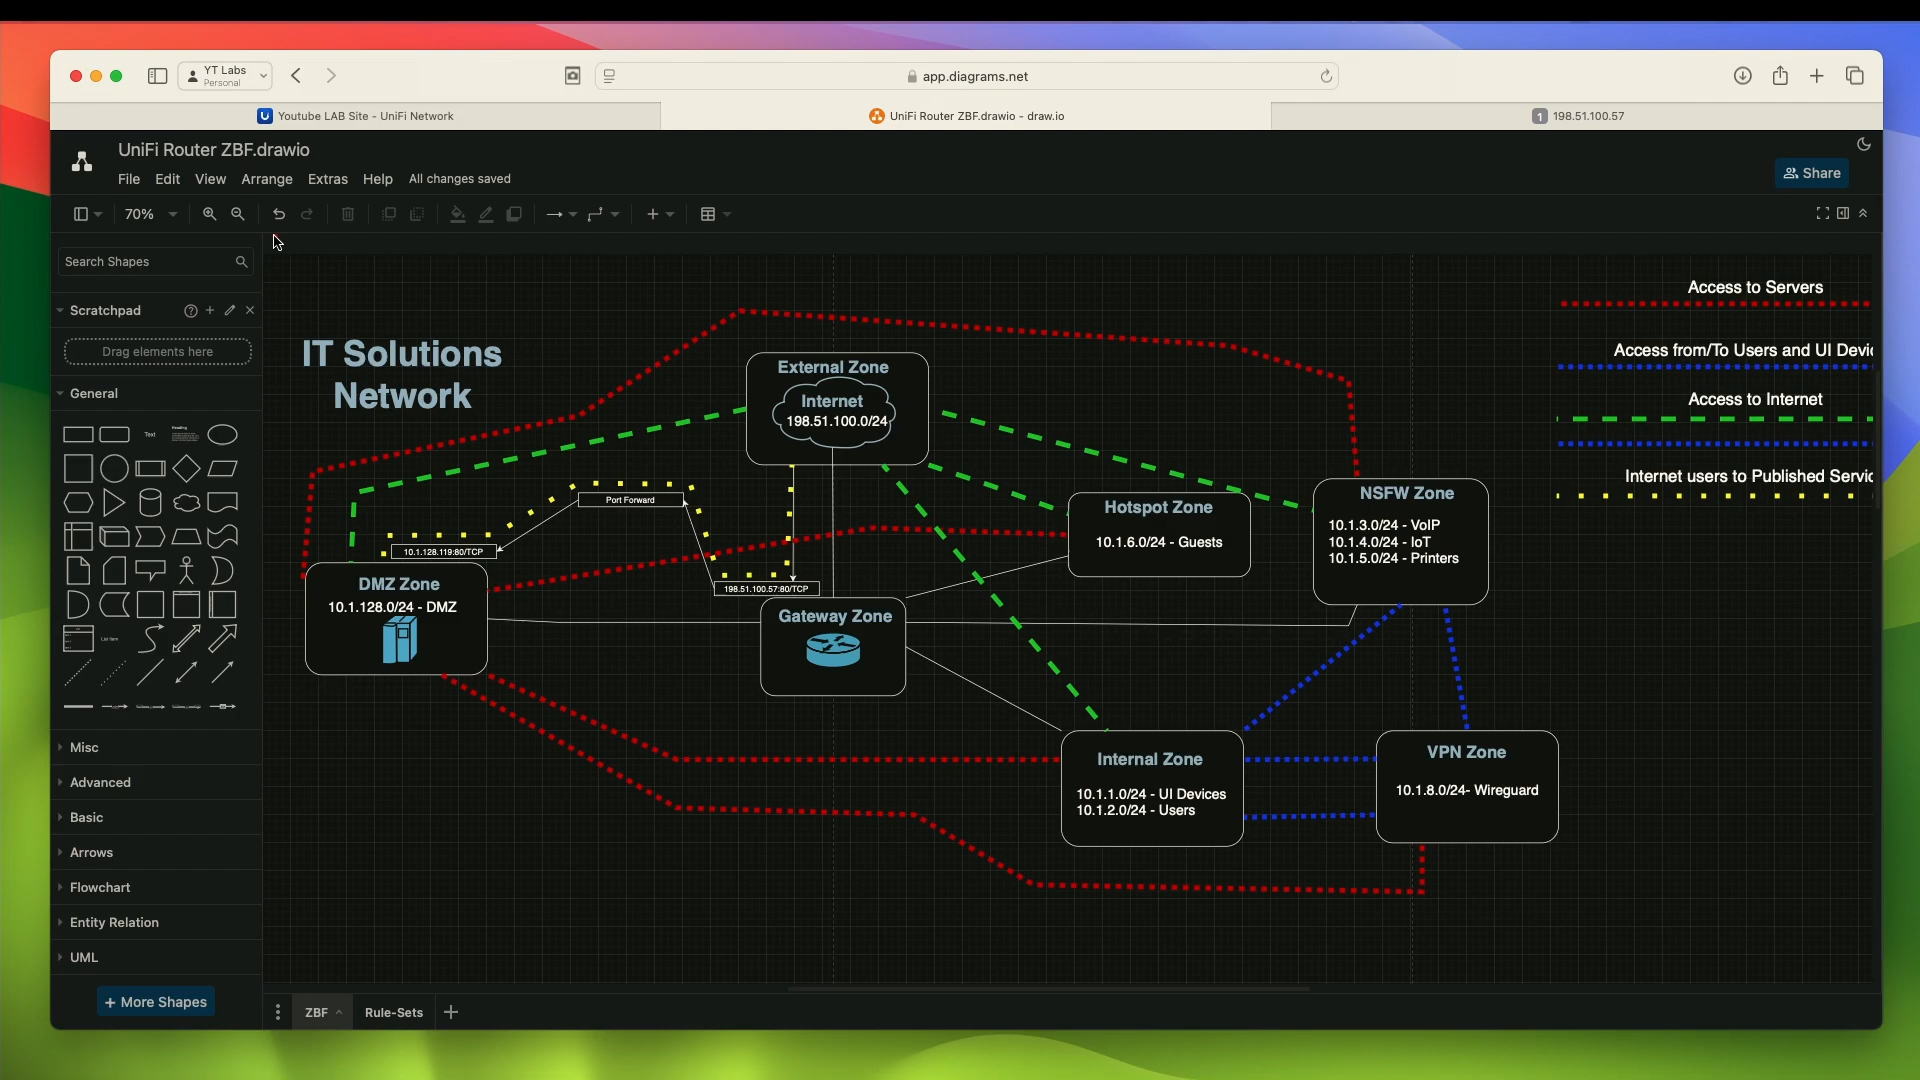 YT Labs
Personal
app.diagrams.net
Youtube LAB Site - UniFi Network
UniFi Router ZBF.drawio - draw.io
1 198.51.100.57
UniFi Router ZBF.drawio
File Edit View Arrange Extras Help All changes saved
Share
70%
Search Shapes
Scratchpad
Drag elements here
General
Text
Heading
List Item
Misc
Advanced
Basic
Arrows
Flowchart
Entity Relation
UML
+ More Shapes
IT Solutions
Network
External Zone
Internet
198.51.100.0/24
Port Forward
10.1.128.119:80/TCP
198.51.100.57:80/TCP
DMZ Zone
10.1.128.0/24 - DMZ
Gateway Zone
Hotspot Zone
10.1.6.0/24 - Guests
NSFW Zone
10.1.3.0/24 - VoIP
10.1.4.0/24 - IoT
10.1.5.0/24 - Printers
Internal Zone
10.1.1.0/24 - UI Devices
10.1.2.0/24 - Users
VPN Zone
10.1.8.0/24- Wireguard
Access to Servers
Access from/To Users and UI Devic
Access to Internet
Internet users to Published Servic
ZBF
Rule-Sets